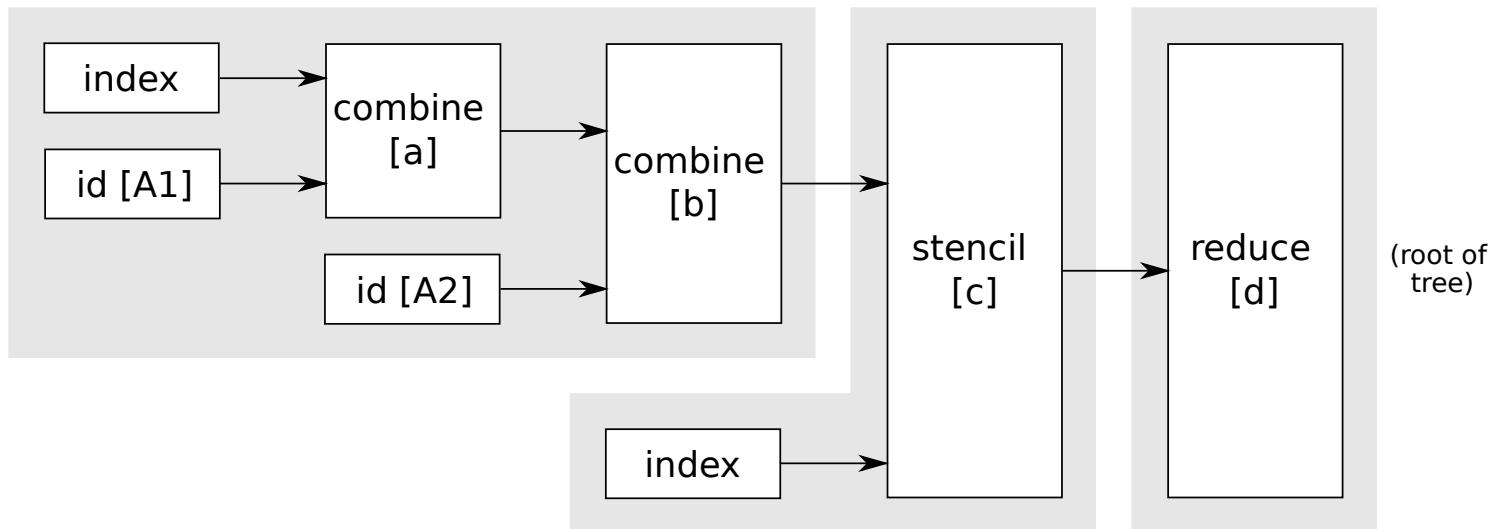 index
combine
[a]
id [A1]
combine
[b]
id [A2]
stencil
[c]
index
reduce
[d]
(root of
tree)